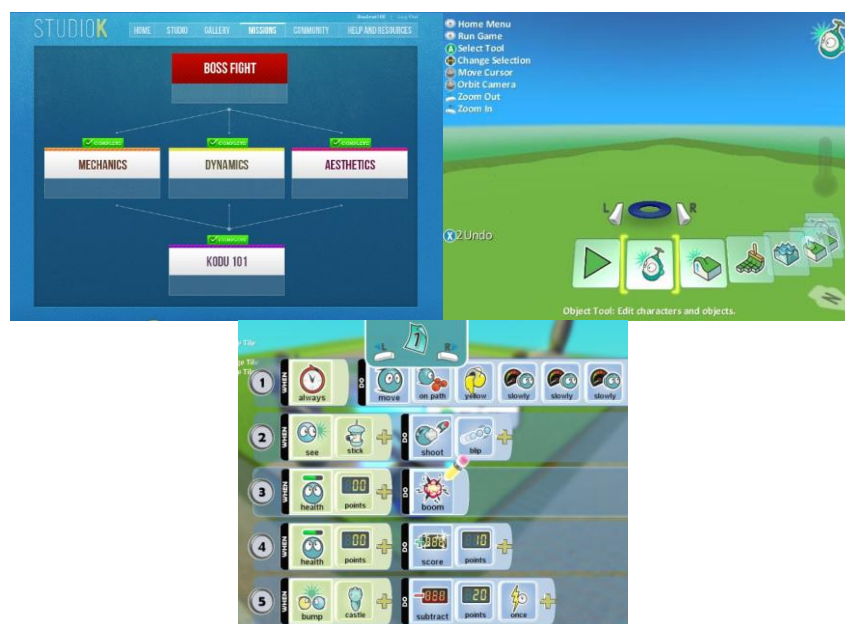 STUDIOK
HOME STUDIO GALLERY MISSIONS COMMUNITY HELP AND RESOURCES
BOSS FIGHT
COMPLETE COMPLETE COMPLETE
MECHANICS DYNAMICS AESTHETICS
COMPLETE
KODU 101
Home Menu
Run Game
A Select Tool
Change Selection
Move Cursor
Orbit Camera
Zoom Out
Zoom In
L R
X 2 Undo
N
Object Tool: Edit characters and objects.
L 1 R
1 WHEN always DO move on path yellow slowly slowly slowly
2 WHEN see stick + DO shoot blip +
3 WHEN health 00 points + DO boom
4 WHEN health 00 points + DO score 10 points +
5 WHEN bump castle + DO subtract 20 points once +